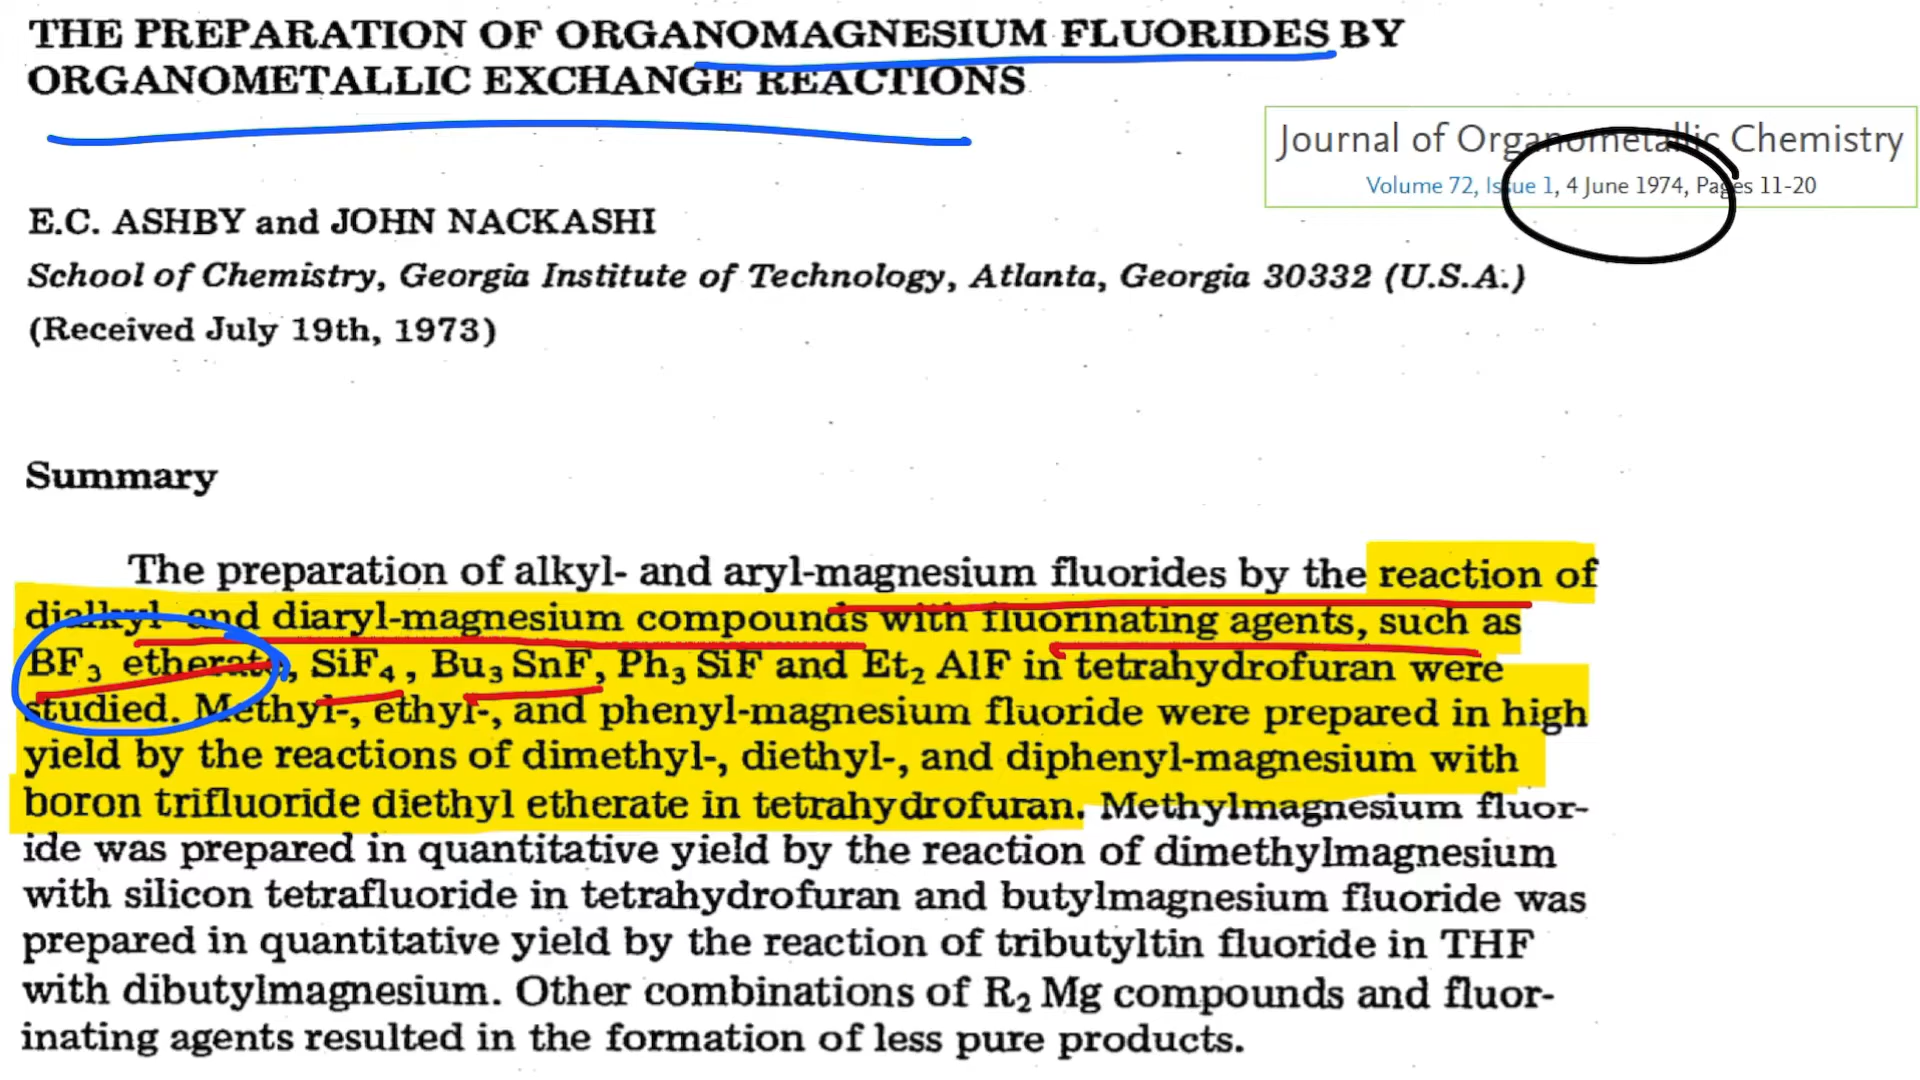 THE PREPARATION OF ORGANOMAGNESIUM FLUORIDES BY
ORGANOMETALLIC EXCHANGE REACTIONS
Journal of Organometallic Chemistry
Volume 72, Issue 1, 4 June 1974, Pages 11-20
E.C. ASHBY and JOHN NACKASHI
School of Chemistry, Georgia Institute of Technology, Atlanta, Georgia 30332 (U.S.A.)
(Received July 19th, 1973)
Summary
The preparation of alkyl- and aryl-magnesium fluorides by the reaction of
dialkyl- and diaryl-magnesium compounds with fluorinating agents, such as
BF₃ etherate, SiF₄, Bu₃SnF, Ph₃SiF and Et₂AlF in tetrahydrofuran were
studied. Methyl-, ethyl-, and phenyl-magnesium fluoride were prepared in high
yield by the reactions of dimethyl-, diethyl-, and diphenyl-magnesium with
boron trifluoride diethyl etherate in tetrahydrofuran. Methylmagnesium fluor-
ide was prepared in quantitative yield by the reaction of dimethylmagnesium
with silicon tetrafluoride in tetrahydrofuran and butylmagnesium fluoride was
prepared in quantitative yield by the reaction of tributyltin fluoride in THF
with dibutylmagnesium. Other combinations of R₂Mg compounds and fluor-
inating agents resulted in the formation of less pure products.